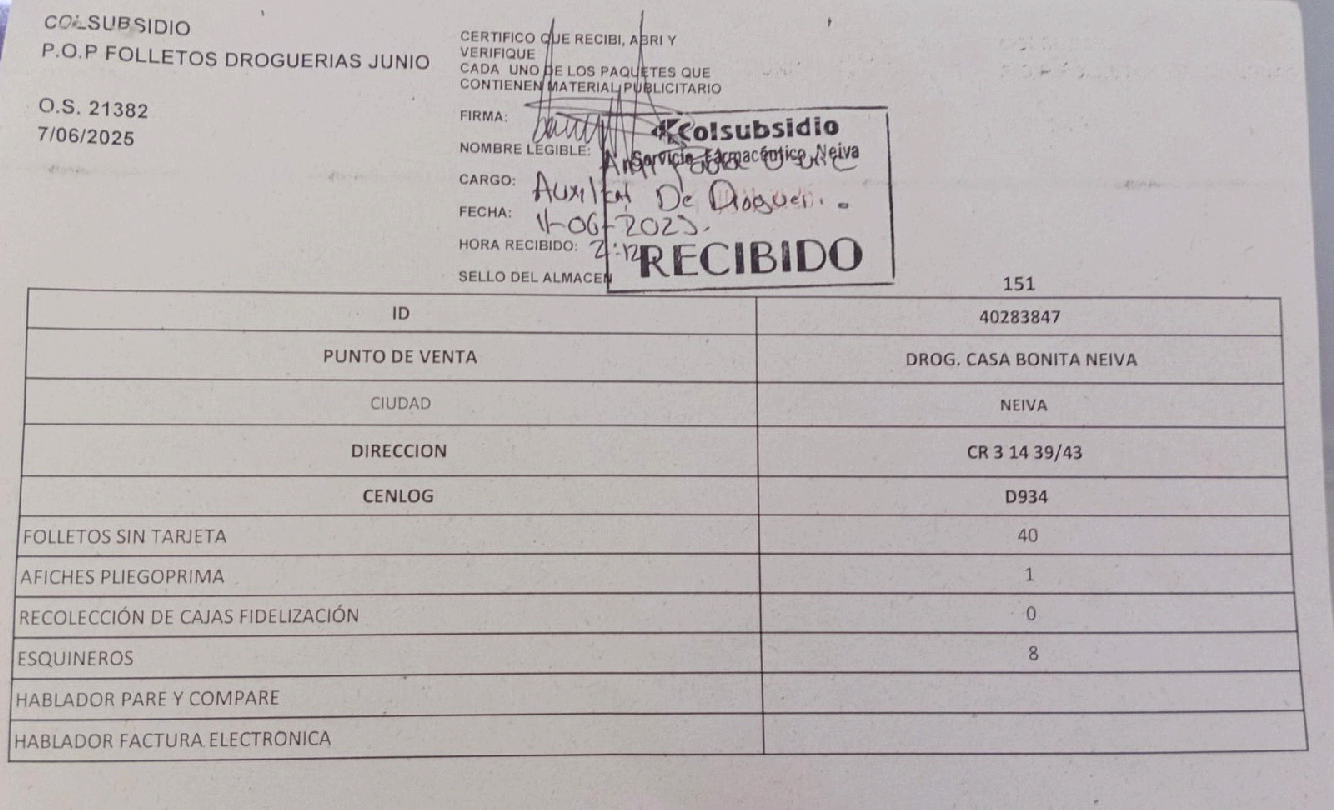 COLSUBSIDIO
P.O.P FOLLETOS DROGUERIAS JUNIO
O.S. 21382
7/06/2025
CERTIFICO QUE RECIBI, ABRI Y
VERIFIQUE
CADA UNO DE LOS PAQUETES QUE
CONTIENEN MATERIAL PUBLICITARIO
FIRMA:
Colsubsidio
NOMBRE LEGIBLE:
Servicio Farmacéutico Neiva
CARGO: Auxiliar De Drogueri.
FECHA: 11-06-2025.
HORA RECIBIDO: 2:12
RECIBIDO
SELLO DEL ALMACEN
151
ID 40283847
PUNTO DE VENTA DROG. CASA BONITA NEIVA
CIUDAD NEIVA
DIRECCION CR 3 14 39/43
CENLOG D934
FOLLETOS SIN TARJETA 40
AFICHES PLIEGOPRIMA 1
RECOLECCIÓN DE CAJAS FIDELIZACIÓN 0
ESQUINEROS 8
HABLADOR PARE Y COMPARE
HABLADOR FACTURA ELECTRONICA